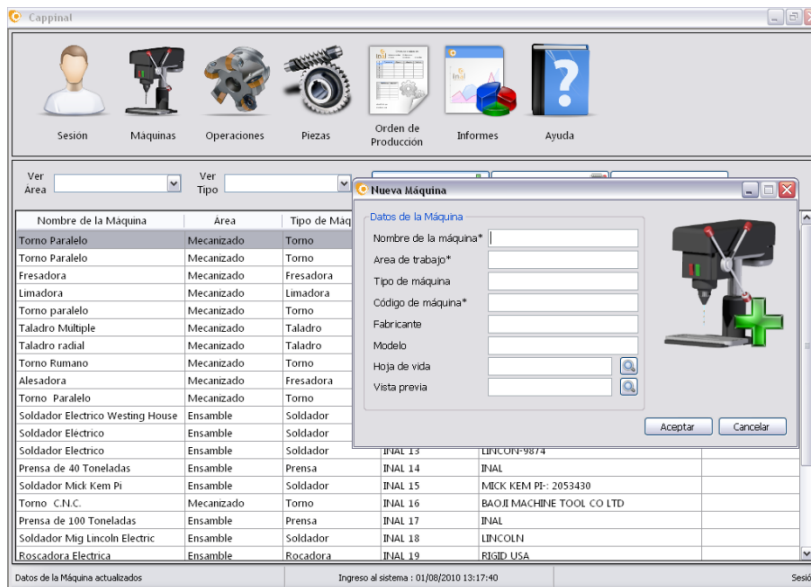 Cappinal
Sesión
Máquinas
Operaciones
Piezas
Orden de
Producción
Informes
Ayuda
Ver
Área
Ver
Tipo
Nombre de la Máquina Área Tipo de Máq
Torno Paralelo Mecanizado Torno
Torno Paralelo Mecanizado Torno
Fresadora Mecanizado Fresadora
Limadora Mecanizado Limadora
Torno paralelo Mecanizado Torno
Taladro Multiple Mecanizado Taladro
Taladro radial Mecanizado Taladro
Torno Rumano Mecanizado Torno
Alesadora Mecanizado Fresadora
Torno Paralelo Mecanizado Torno
Soldador Electrico Westing House Ensamble Soldador
Soldador Eléctrico Ensamble Soldador
Soldador Electrico Ensamble Soldador INAL 13 LINCON-9874
Prensa de 40 Toneladas Ensamble Prensa INAL 14 INAL
Soldador Mick Kem Pi Ensamble Soldador INAL 15 MICK KEM PI-: 2053430
Torno C.N.C. Mecanizado Torno INAL 16 BAOJI MACHINE TOOL CO LTD
Prensa de 100 Toneladas Ensamble Prensa INAL 17 INAL
Soldador Mig Lincoln Electric Ensamble Soldador INAL 18 LINCOLN
Roscadora Electrica Ensamble Rocadora INAL 19 RIGID USA
Nueva Máquina
Datos de la Máquina
Nombre de la máquina*
Area de trabajo*
Tipo de máquina
Código de máquina*
Fabricante
Modelo
Hoja de vida
Vista previa
Aceptar
Cancelar
Datos de la Máquina actualizados
Ingreso al sistema : 01/08/2010 13:17:40
Sesió